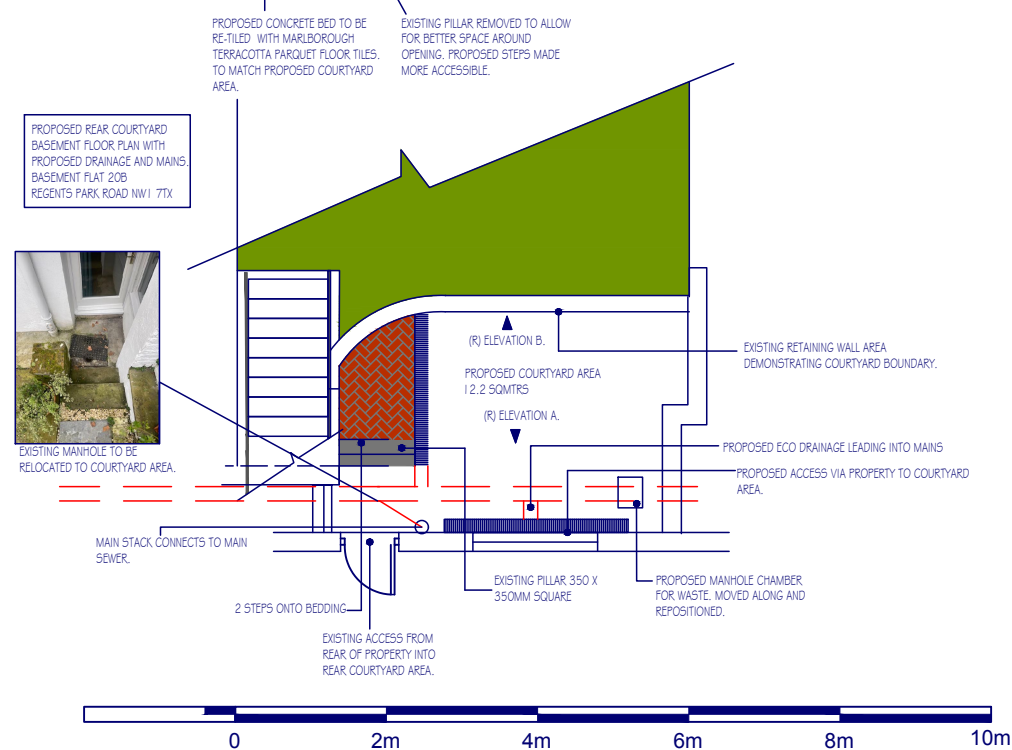 PROPOSED CONCRETE BED TO BE
RE-TILED WITH MARLBOROUGH
TERRACOTTA PARQUET FLOOR TILES.
TO MATCH PROPOSED COURTYARD
AREA.
EXISTING PILLAR REMOVED TO ALLOW
FOR BETTER SPACE AROUND
OPENING. PROPOSED STEPS MADE
MORE ACCESSIBLE.
PROPOSED REAR COURTYARD
BASEMENT FLOOR PLAN WITH
PROPOSED DRAINAGE AND MAINS.
BASEMENT FLAT 20B
REGENTS PARK ROAD NW1 7TX
(R) ELEVATION B.
EXISTING RETAINING WALL AREA
DEMONSTRATING COURTYARD BOUNDARY.
PROPOSED COURTYARD AREA
12.2 SQMTRS
(R) ELEVATION A.
EXISTING MANHOLE TO BE
RELOCATED TO COURTYARD AREA.
PROPOSED ECO DRAINAGE LEADING INTO MAINS
PROPOSED ACCESS VIA PROPERTY TO COURTYARD
AREA.
MAIN STACK CONNECTS TO MAIN
SEWER.
EXISTING PILLAR 350 X
350MM SQUARE
PROPOSED MANHOLE CHAMBER
FOR WASTE, MOVED ALONG AND
REPOSITIONED.
2 STEPS ONTO BEDDING
EXISTING ACCESS FROM
REAR OF PROPERTY INTO
REAR COURTYARD AREA.
0 2m 4m 6m 8m 10m